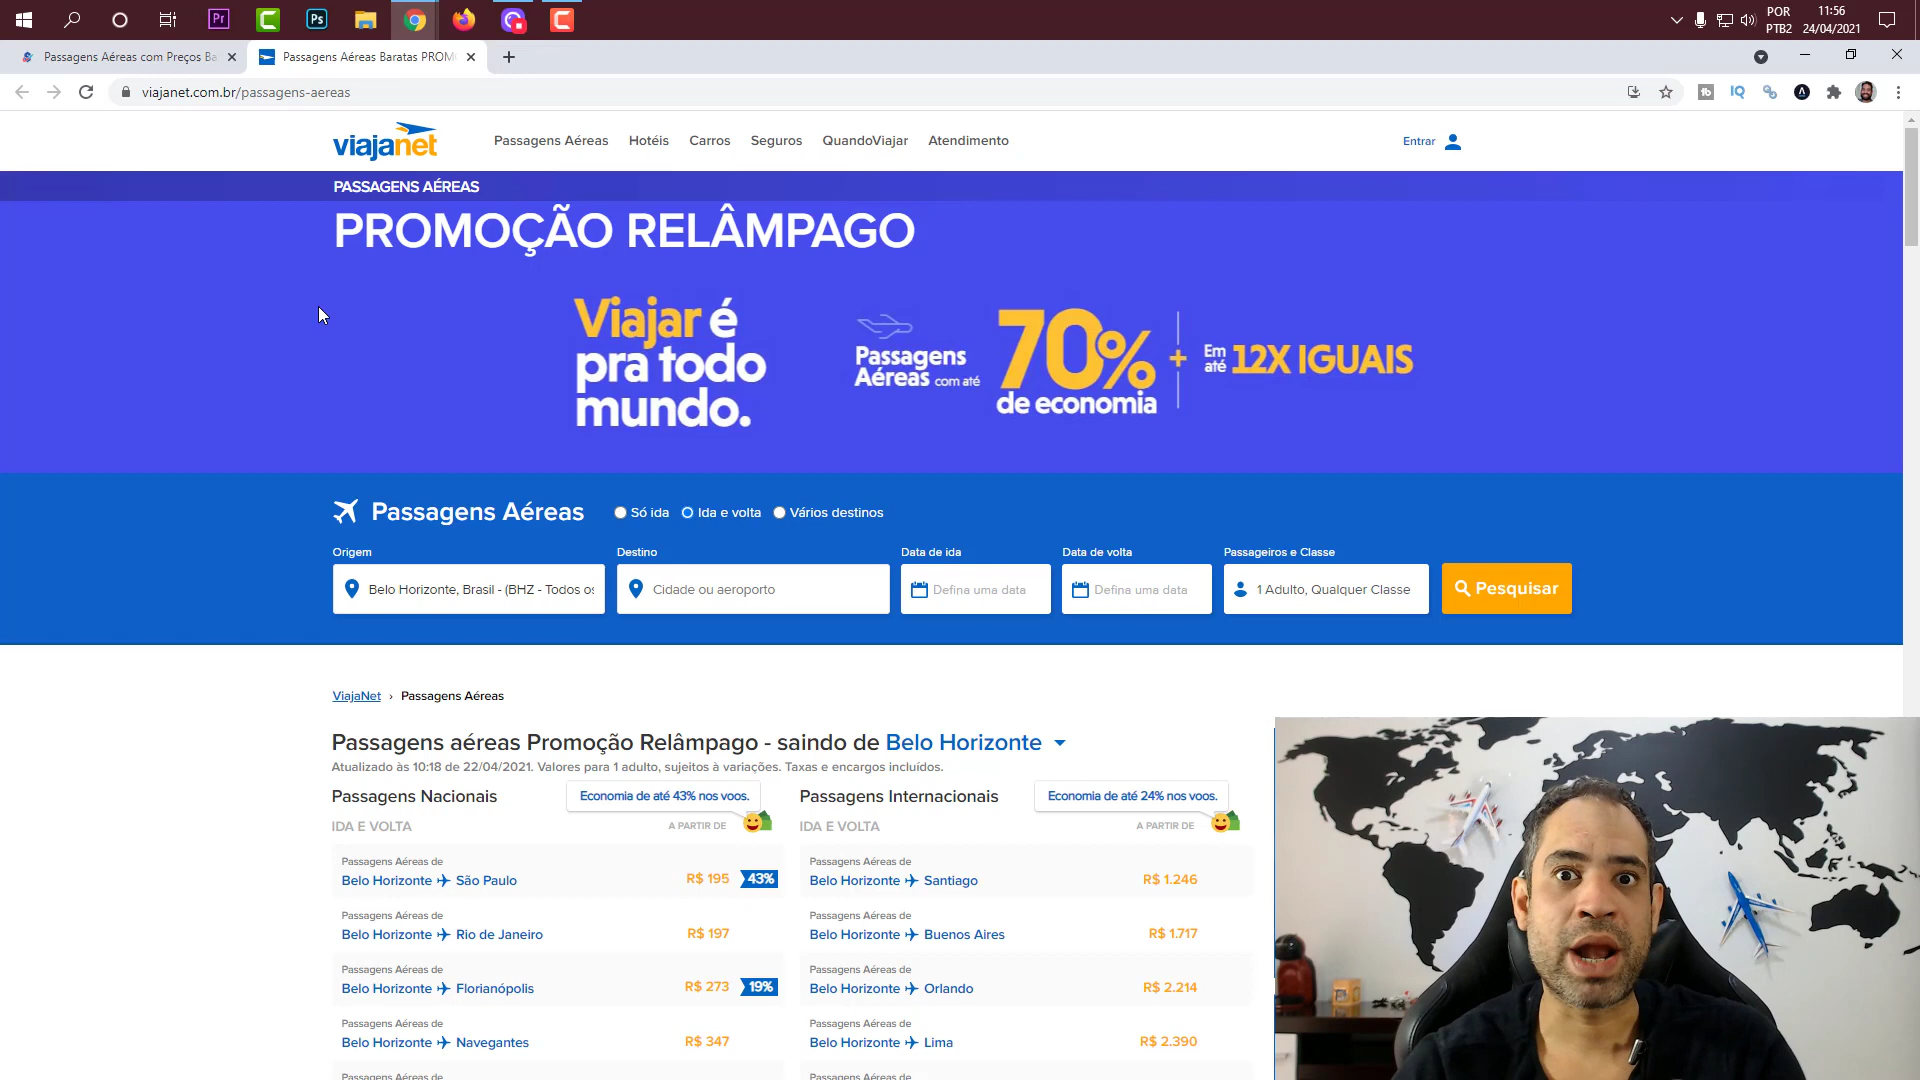 Pr
Ps
POR
PTB2
11:56
24/04/2021
Passagens Aéreas com Preços Ba
Passagens Aéreas Baratas PROM
viajanet.com.br/passagens-aereas
IQ
viajanet
Passagens Aéreas
Hotéis
Carros
Seguros
QuandoViajar
Atendimento
Entrar
PASSAGENS AÉREAS
PROMOÇÃO RELÂMPAGO
Viajar é
pra todo
mundo.
Passagens
Aéreas com até
70%
de economia
+
Em
até 12X IGUAIS
Passagens Aéreas
Só ida
Ida e volta
Vários destinos
Origem
Destino
Data de ida
Data de volta
Passageiros e Classe
Belo Horizonte, Brasil - (BHZ - Todos os
Cidade ou aeroporto
Defina uma data
Defina uma data
1 Adulto, Qualquer Classe
Pesquisar
ViajaNet › Passagens Aéreas
Passagens aéreas Promoção Relâmpago - saindo de Belo Horizonte
Atualizado às 10:18 de 22/04/2021. Valores para 1 adulto, sujeitos à variações. Taxas e encargos incluídos.
Passagens Nacionais
Economia de até 43% nos voos.
IDA E VOLTA
A PARTIR DE
Passagens Aéreas de
Belo Horizonte São Paulo
R$ 195
43%
Passagens Aéreas de
Belo Horizonte Rio de Janeiro
R$ 197
Passagens Aéreas de
Belo Horizonte Florianópolis
R$ 273
19%
Passagens Aéreas de
Belo Horizonte Navegantes
R$ 347
Passagens Aéreas de
Passagens Internacionais
Economia de até 24% nos voos.
IDA E VOLTA
A PARTIR DE
Passagens Aéreas de
Belo Horizonte Santiago
R$ 1.246
Passagens Aéreas de
Belo Horizonte Buenos Aires
R$ 1.717
Passagens Aéreas de
Belo Horizonte Orlando
R$ 2.214
Passagens Aéreas de
Belo Horizonte Lima
R$ 2.390
Passagens Aéreas de